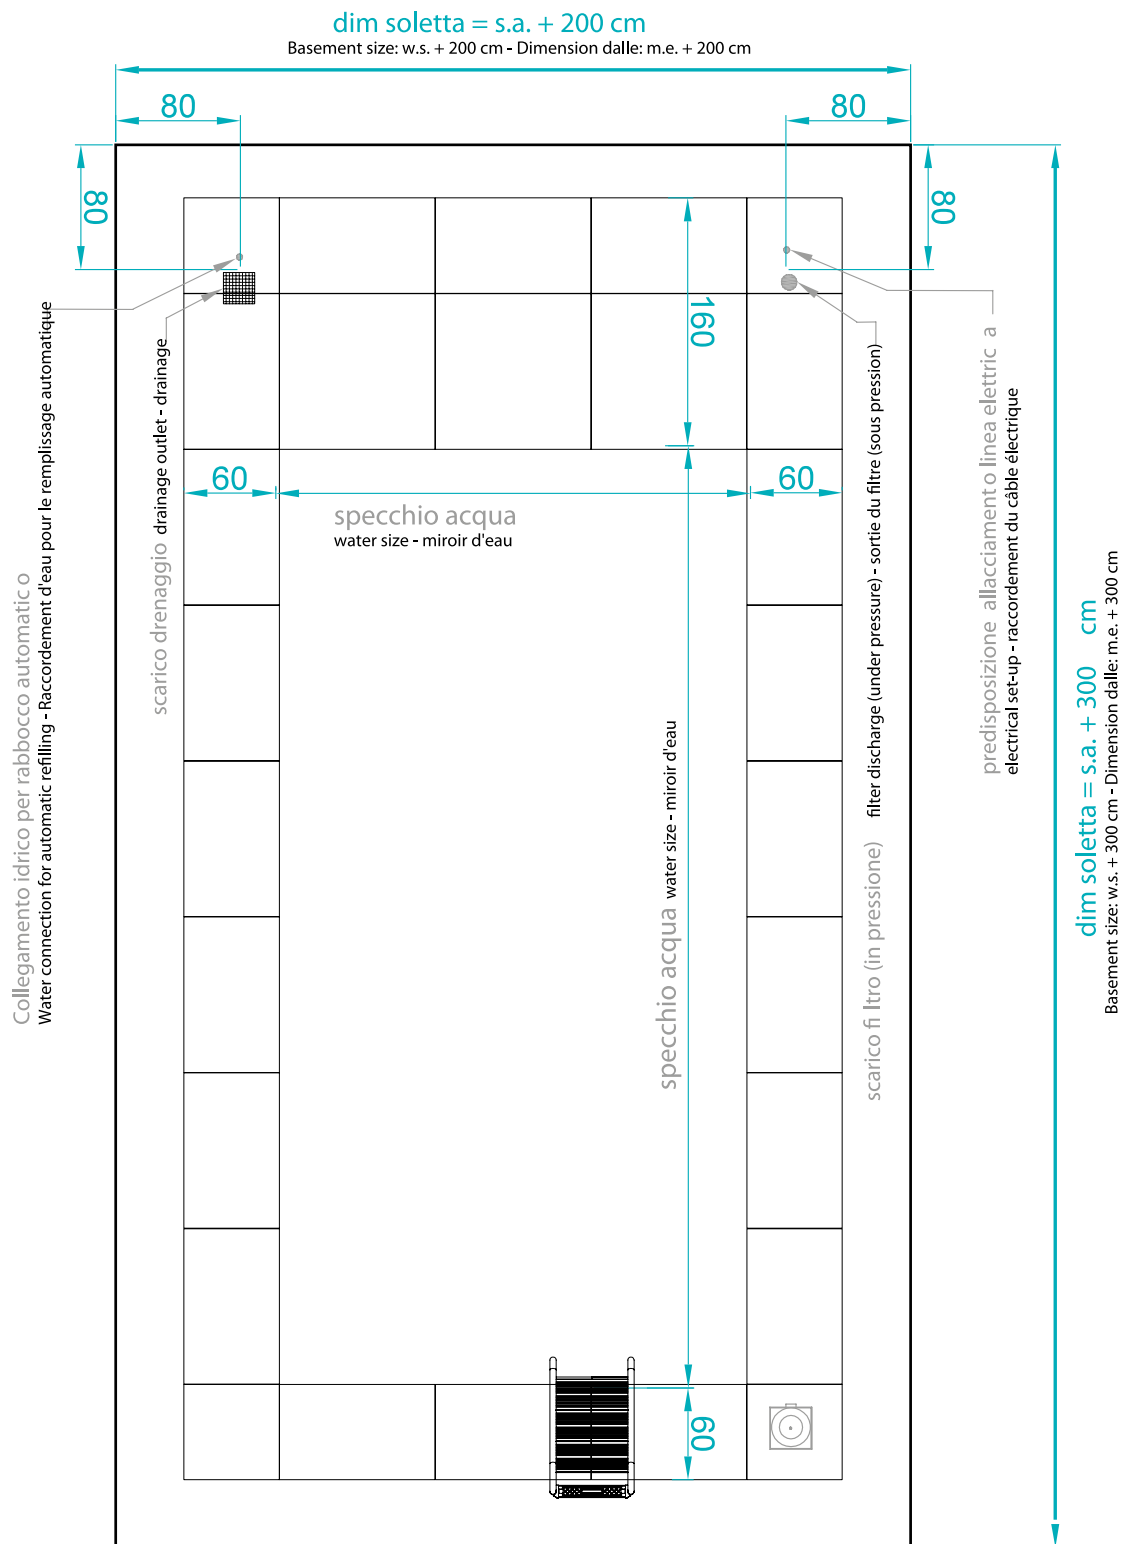 dim soletta = s.a. + 200 cm
Basement size: w.s. + 200 cm - Dimension dalle: m.e. + 200 cm
80
80
80
80
160
60
60
specchio acqua
water size - miroir d'eau
Collegamento idrico per rabbocco automatic o
Water connection for automatic refilling - Raccordement d'eau pour le remplissage automatique
scarico drenaggio drainage outlet - drainage
specchio acqua water size - miroir d'eau
scarico fi ltro (in pressione) filter discharge (under pressure) - sortie du filtre (sous pression)
predisposizione allacciament o linea elettric a
electrical set-up - raccordement du câble électrique
dim soletta = s.a. + 300 cm
Basement size: w.s. + 300 cm - Dimension dalle: m.e. + 300 cm
60